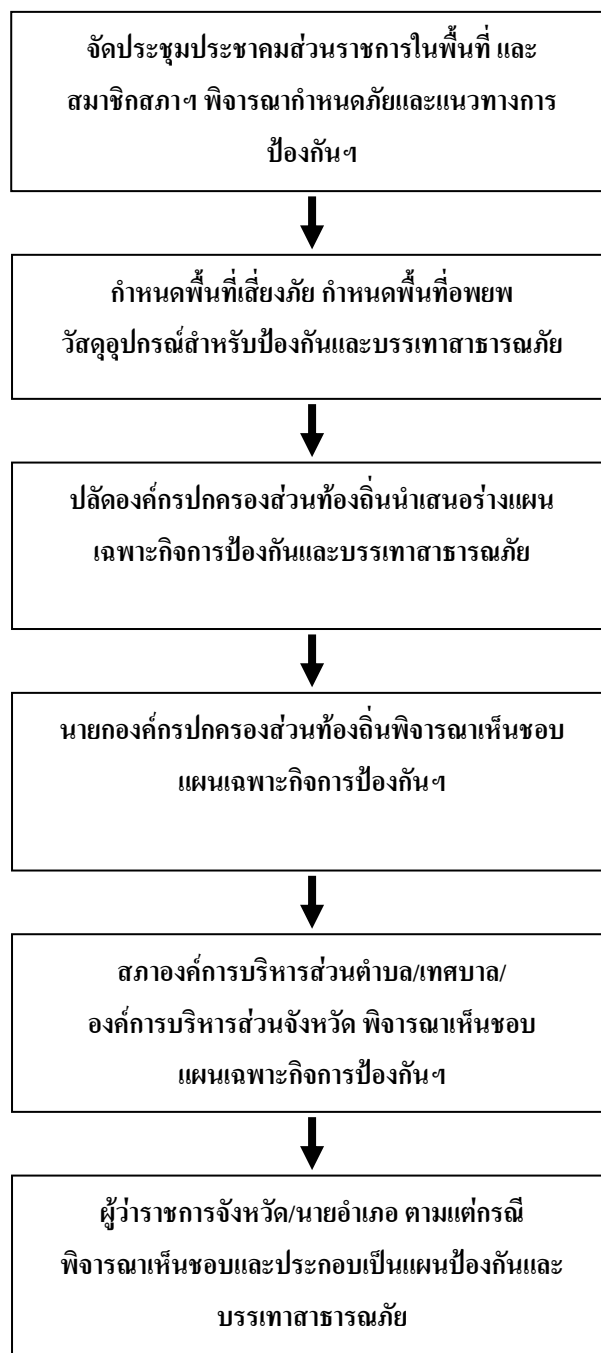 จัดประชุมประชาคมส่วนราชการในพื้นที่ และ
สมาชิกสภาฯ พิจารณากำหนดภัยและแนวทางการ
ป้องกันฯ
กำหนดพื้นที่เสี่ยงภัย กำหนดพื้นที่อพยพ
วัสดุอุปกรณ์สำหรับป้องกันและบรรเทาสาธารณภัย
ปลัดองค์กรปกครองส่วนท้องถิ่นนำเสนอร่างแผน
เฉพาะกิจการป้องกันและบรรเทาสาธารณภัย
นายกองค์กรปกครองส่วนท้องถิ่นพิจารณาเห็นชอบ
แผนเฉพาะกิจการป้องกันฯ
สภาองค์การบริหารส่วนตำบล/เทศบาล/
องค์การบริหารส่วนจังหวัด พิจารณาเห็นชอบ
แผนเฉพาะกิจการป้องกันฯ
ผู้ว่าราชการจังหวัด/นายอำเภอ ตามแต่กรณี
พิจารณาเห็นชอบและประกอบเป็นแผนป้องกันและ
บรรเทาสาธารณภัย